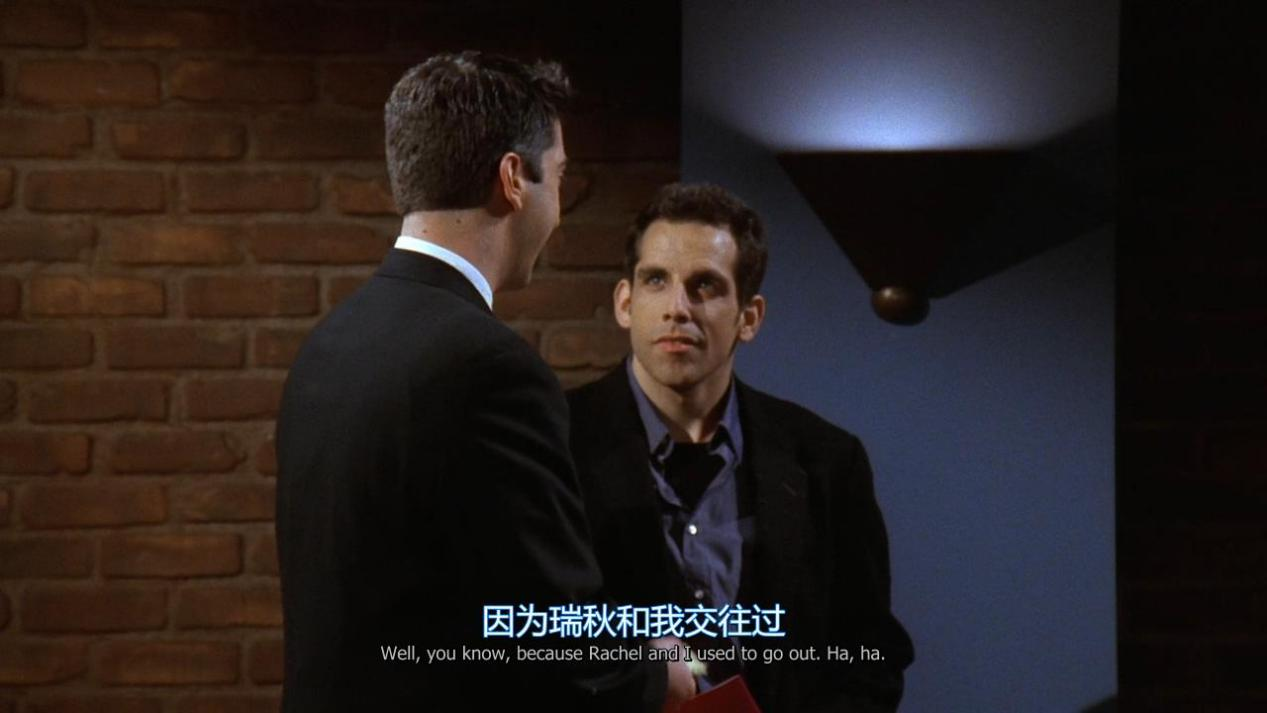 因为瑞秋和我交往过
Well, you know, because Rachel and I used to go out. Ha, ha.